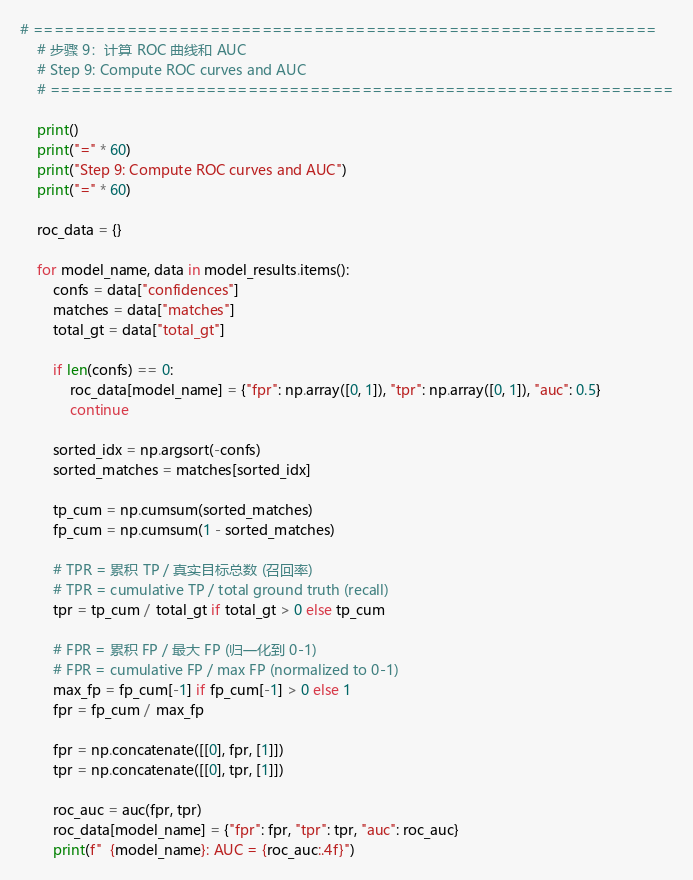 # ============================================================
    # 步骤 9：计算 ROC 曲线和 AUC
    # Step 9: Compute ROC curves and AUC
    # ============================================================

    print()
    print("=" * 60)
    print("Step 9: Compute ROC curves and AUC")
    print("=" * 60)

    roc_data = {}

    for model_name, data in model_results.items():
        confs = data["confidences"]
        matches = data["matches"]
        total_gt = data["total_gt"]

        if len(confs) == 0:
            roc_data[model_name] = {"fpr": np.array([0, 1]), "tpr": np.array([0, 1]), "auc": 0.5}
            continue

        sorted_idx = np.argsort(-confs)
        sorted_matches = matches[sorted_idx]

        tp_cum = np.cumsum(sorted_matches)
        fp_cum = np.cumsum(1 - sorted_matches)

        # TPR = 累积 TP / 真实目标总数 (召回率)
        # TPR = cumulative TP / total ground truth (recall)
        tpr = tp_cum / total_gt if total_gt > 0 else tp_cum

        # FPR = 累积 FP / 最大 FP (归一化到 0-1)
        # FPR = cumulative FP / max FP (normalized to 0-1)
        max_fp = fp_cum[-1] if fp_cum[-1] > 0 else 1
        fpr = fp_cum / max_fp

        fpr = np.concatenate([[0], fpr, [1]])
        tpr = np.concatenate([[0], tpr, [1]])

        roc_auc = auc(fpr, tpr)
        roc_data[model_name] = {"fpr": fpr, "tpr": tpr, "auc": roc_auc}
        print(f"  {model_name}: AUC = {roc_auc:.4f}")